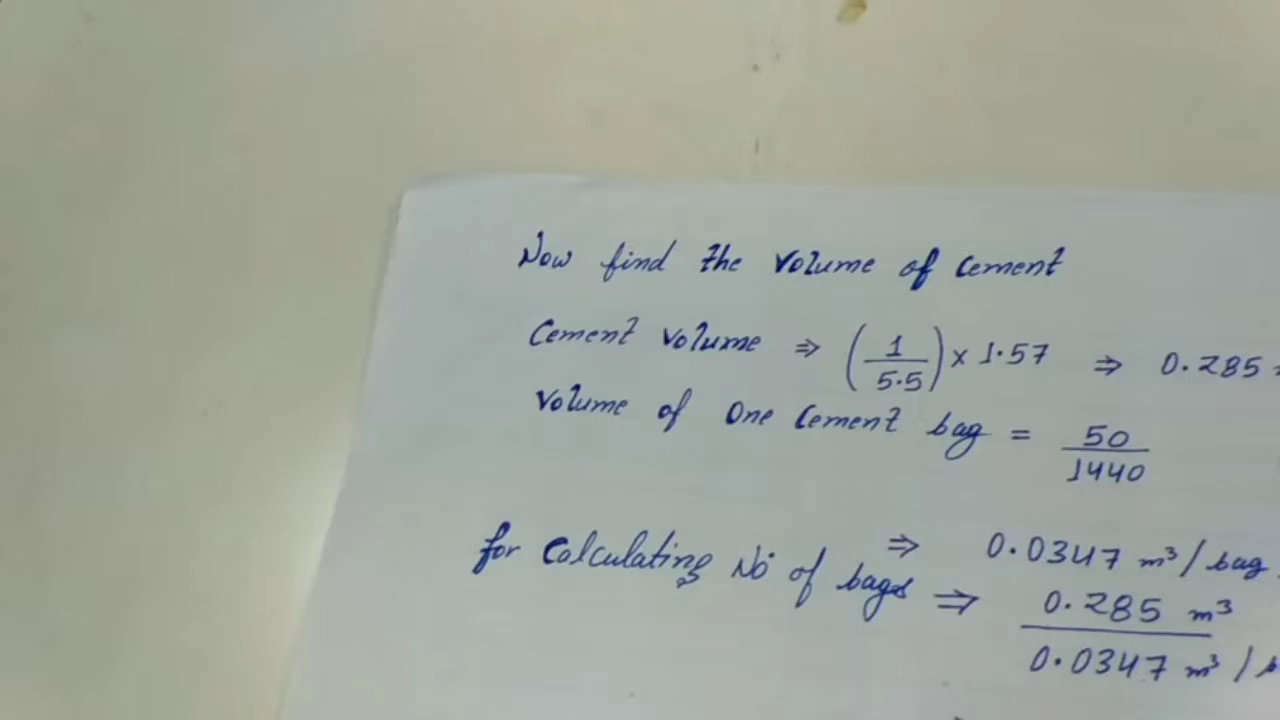 Now find the volume of cement
Cement volume ⇒ (1/5.5) x 1.57 ⇒ 0.285
Volume of One Cement bag = 50/1440
⇒ 0.0347 m³/bag
for Calculating No of bags ⇒ 0.285 m³ / 0.0347 m³/